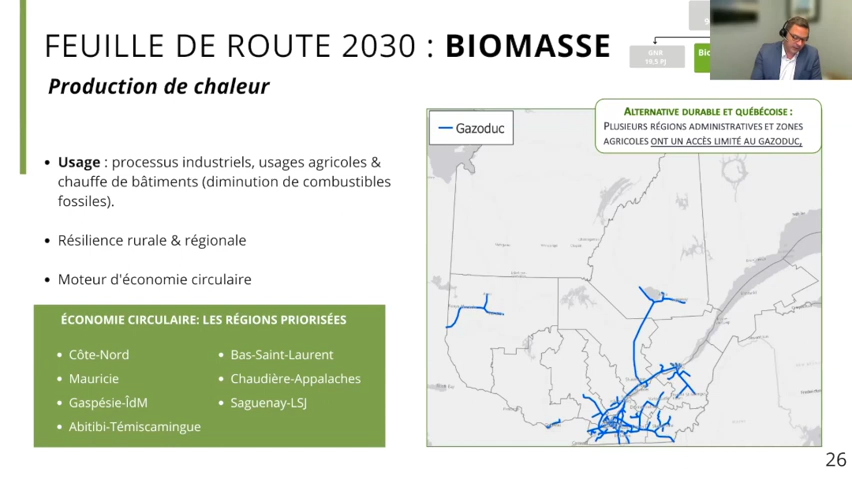 FEUILLE DE ROUTE 2030 : BIOMASSE
GNR
19.5 PJ
Production de chaleur
ALTERNATIVE DURABLE ET QUÉBÉCOISE :
PLUSIEURS RÉGIONS ADMINISTRATIVES ET ZONES
AGRICOLES ONT UN ACCÈS LIMITÉ AU GAZODUC,
Gazoduc
• Usage : processus industriels, usages agricoles &
chauffe de bâtiments (diminution de combustibles
fossiles).
• Résilience rurale & régionale
• Moteur d'économie circulaire
ÉCONOMIE CIRCULAIRE: LES RÉGIONS PRIORISÉES
• Côte-Nord
• Mauricie
• Gaspésie-ÎdM
• Abitibi-Témiscamingue
• Bas-Saint-Laurent
• Chaudière-Appalaches
• Saguenay-LSJ
26